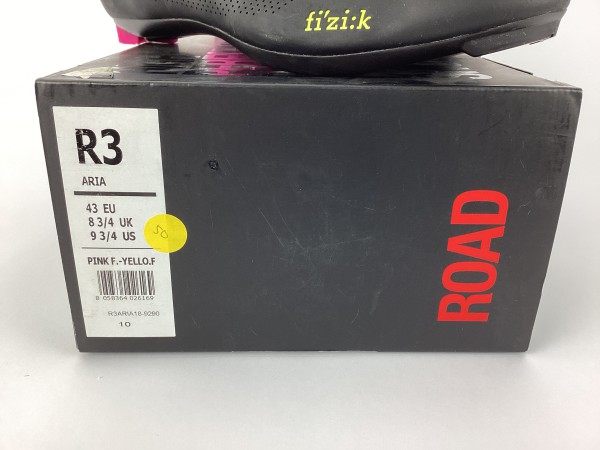 fi'zi:k
R3
ARIA
43 EU
8 3/4 UK
9 3/4 US
50
PINK F.-YELLO.F
8 058364 026169
R3ARIA18-9290
10
ROAD